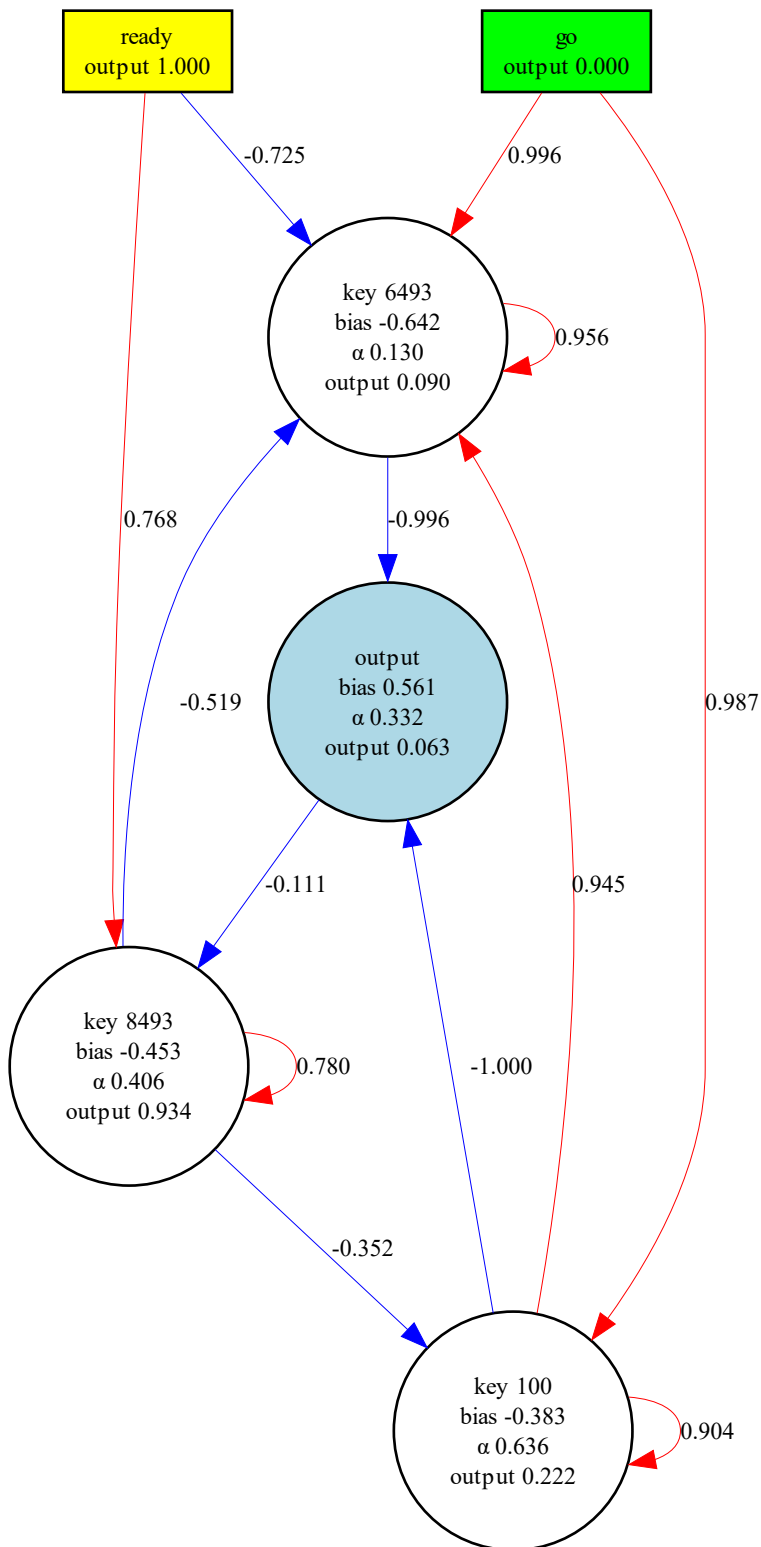 ready
output 1.000
go
output 0.000
-0.725
0.996
key 6493
bias -0.642
α 0.130
output 0.090
0.956
0.768
-0.996
-0.519
output
bias 0.561
α 0.332
output 0.063
0.987
-0.111
0.945
key 8493
bias -0.453
α 0.406
output 0.934
0.780
-1.000
-0.352
key 100
bias -0.383
α 0.636
output 0.222
0.904